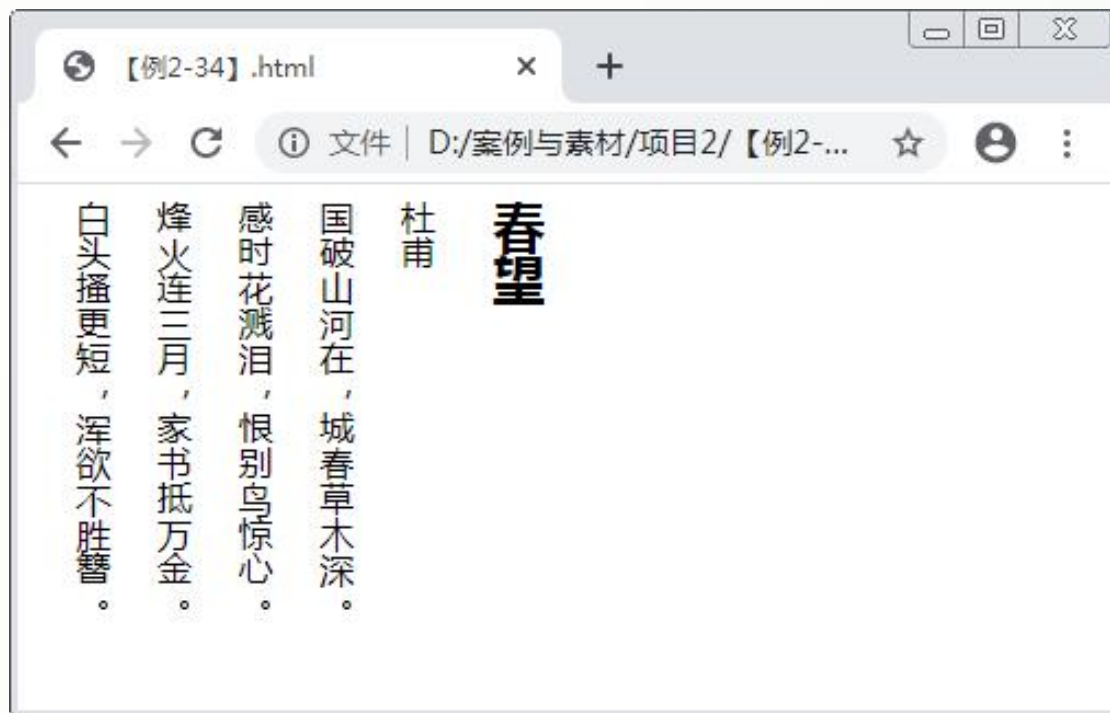 【例2-34】.html
文件 D:/案例与素材/项目2/【例2-...
春望
杜甫
国破山河在，城春草木深。
感时花溅泪，恨别鸟惊心。
烽火连三月，家书抵万金。
白头搔更短，浑欲不胜簪。